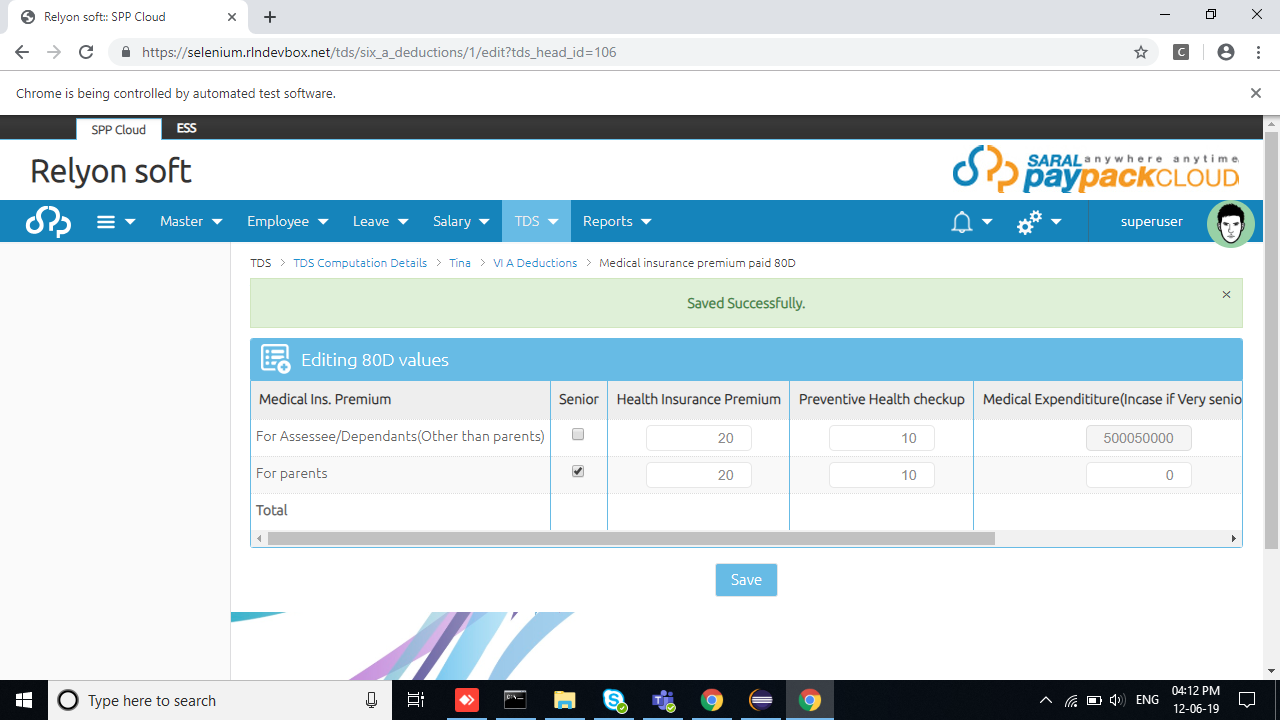 Relyon soft:: SPP Cloud
https://selenium.rlndevbox.net/tds/six_a_deductions/1/edit?tds_head_id=106
C
Chrome is being controlled by automated test software.
SPP Cloud ESS
Relyon soft
SARAL anywhere anytime
paypackCLOUD
Master Employee Leave Salary TDS Reports superuser
TDS > TDS Computation Details > Tina > VI A Deductions > Medical insurance premium paid 80D
Saved Successfully. ×
Editing 80D values
Medical Ins. Premium Senior Health Insurance Premium Preventive Health checkup Medical Expendititure(Incase if Very senio
For Assessee/Dependants(Other than parents) 20 10 500050000
For parents 20 10 0
Total
Save
Type here to search
ENG
04:12 PM
12-06-19